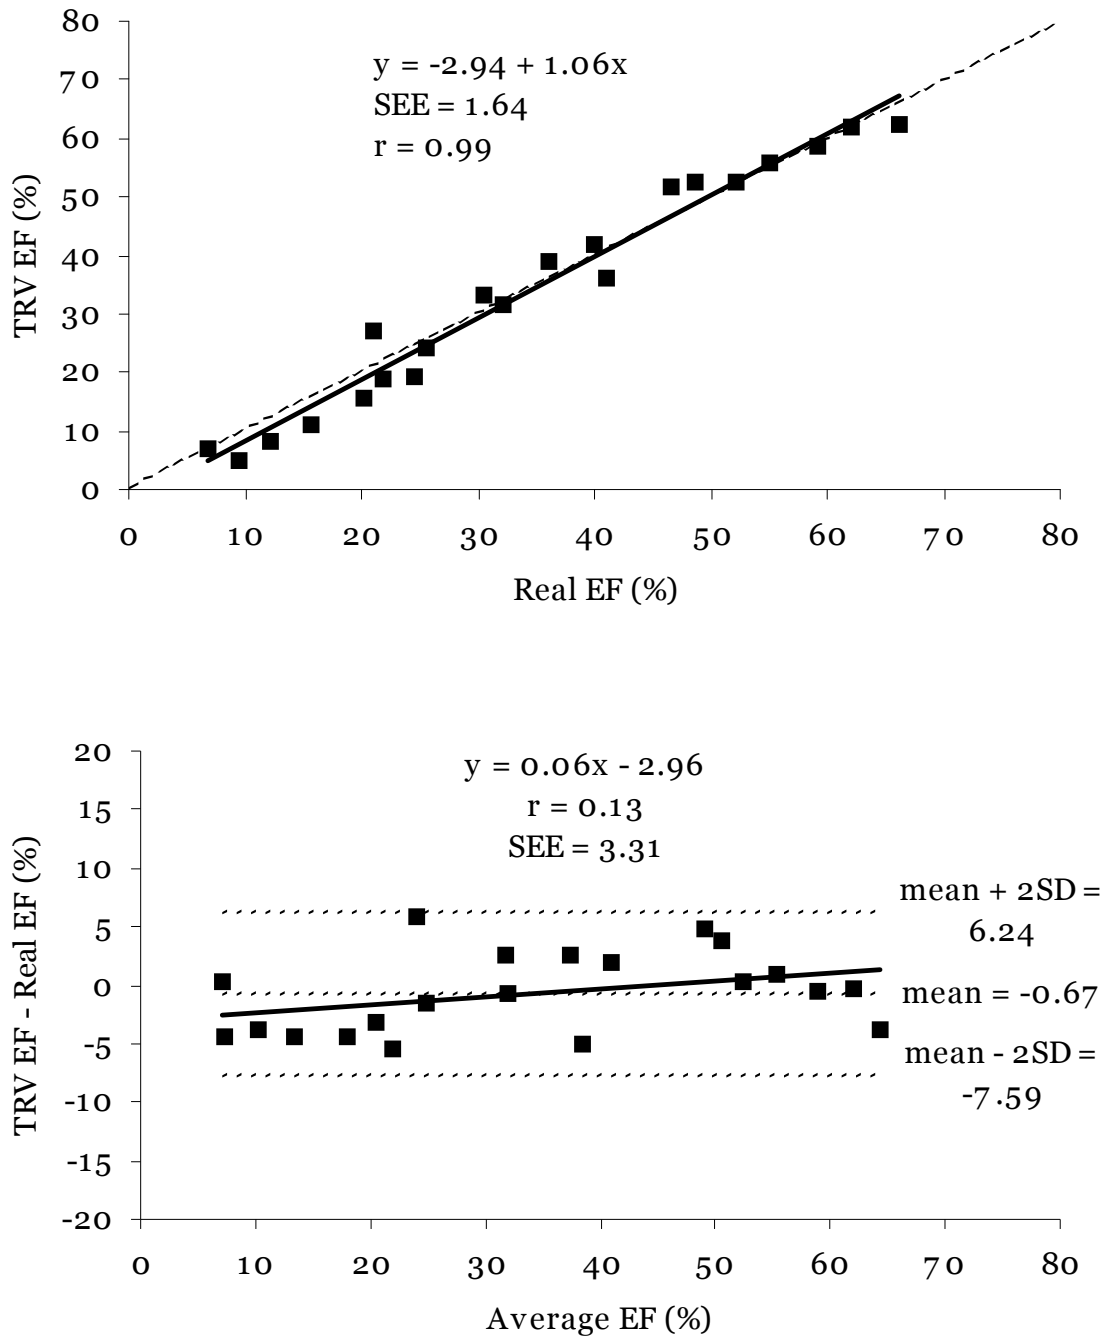 80
70
60
50
40
30
20
10
0
TRV EF (%)
y = -2.94 + 1.06x
SEE = 1.64
r = 0.99
0 10 20 30 40 50 60 70 80
Real EF (%)
20
15
10
5
0
-5
-10
-15
-20
TRV EF - Real EF (%)
y = 0.06x - 2.96
r = 0.13
SEE = 3.31
mean + 2SD =
6.24
mean = -0.67
mean - 2SD =
-7.59
0 10 20 30 40 50 60 70 80
Average EF (%)